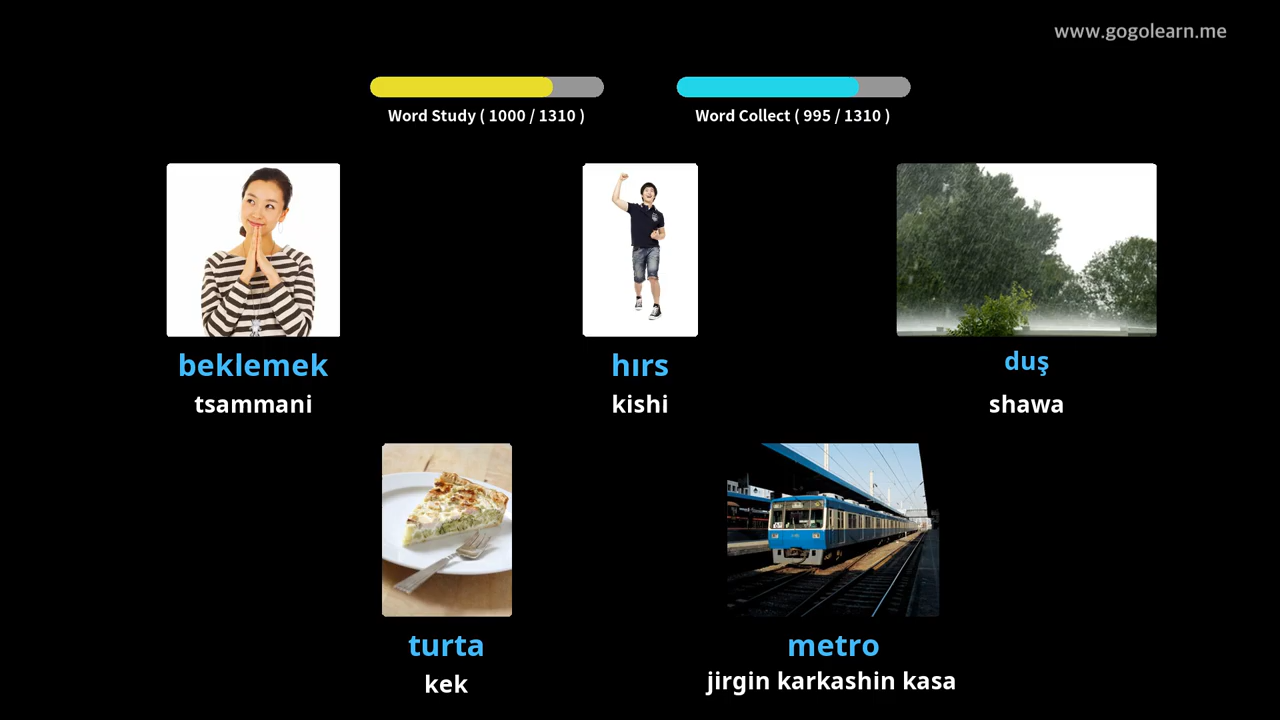 www.gogolearn.me
Word Study ( 1000 / 1310 )
Word Collect ( 995 / 1310 )
beklemek
tsammani
hırs
kishi
duş
shawa
turta
kek
metro
jirgin karkashin kasa